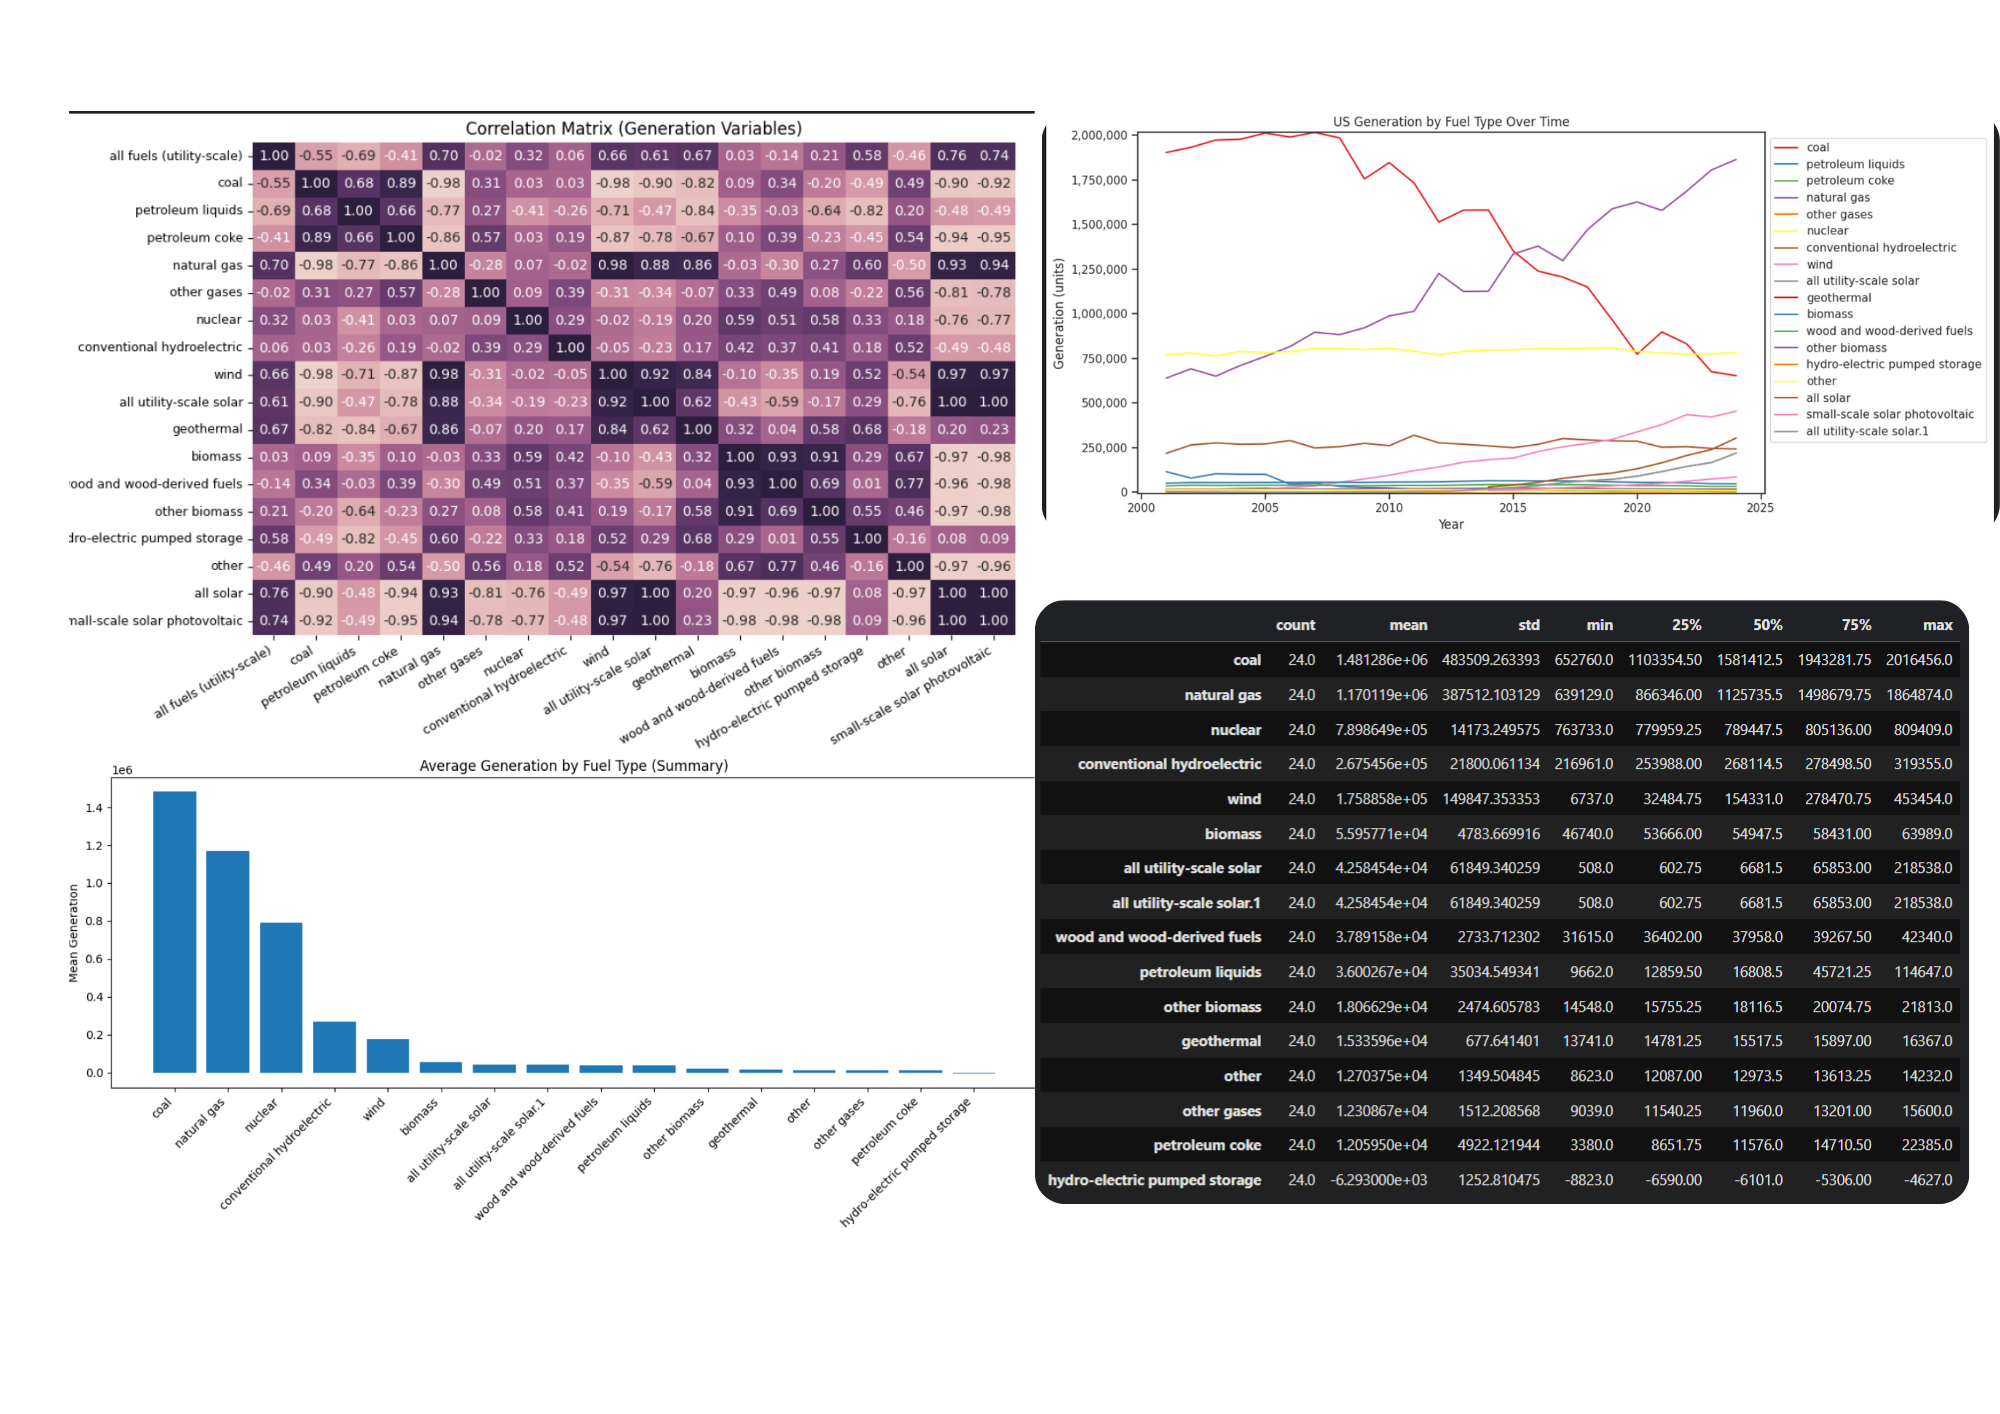 Correlation Matrix (Generation Variables)
all fuels (utility-scale) 1.00 -0.55 -0.69 -0.41 0.70 -0.02 0.32 0.06 0.66 0.61 0.67 0.03 -0.14 0.21 0.58 -0.46 0.76 0.74
coal -0.55 1.00 0.68 0.89 -0.98 0.31 0.03 0.03 -0.98 -0.90 -0.82 0.09 0.34 -0.20 -0.49 0.49 -0.90 -0.92
petroleum liquids -0.69 0.68 1.00 0.66 -0.77 0.27 -0.41 -0.26 -0.71 -0.47 -0.84 -0.35 -0.03 -0.64 -0.82 0.20 -0.48 -0.49
petroleum coke -0.41 0.89 0.66 1.00 -0.86 0.57 0.03 0.19 -0.87 -0.78 -0.67 0.10 0.39 -0.23 -0.45 0.54 -0.94 -0.95
natural gas 0.70 -0.98 -0.77 -0.86 1.00 -0.28 0.07 -0.02 0.98 0.88 0.86 -0.03 -0.30 0.27 0.60 -0.50 0.93 0.94
other gases -0.02 0.31 0.27 0.57 -0.28 1.00 0.09 0.39 -0.31 -0.34 -0.07 0.33 0.49 0.08 -0.22 0.56 -0.81 -0.78
nuclear 0.32 0.03 -0.41 0.03 0.07 0.09 1.00 0.29 -0.02 -0.19 0.20 0.59 0.51 0.58 0.33 0.18 -0.76 -0.77
conventional hydroelectric 0.06 0.03 -0.26 0.19 -0.02 0.39 0.29 1.00 -0.05 -0.23 0.17 0.42 0.37 0.41 0.18 0.52 -0.49 -0.48
wind 0.66 -0.98 -0.71 -0.87 0.98 -0.31 -0.02 -0.05 1.00 0.92 0.84 -0.10 -0.35 0.19 0.52 -0.54 0.97 0.97
all utility-scale solar 0.61 -0.90 -0.47 -0.78 0.88 -0.34 -0.19 -0.23 0.92 1.00 0.62 -0.43 -0.59 -0.17 0.29 -0.76 1.00 1.00
geothermal 0.67 -0.82 -0.84 -0.67 0.86 -0.07 0.20 0.17 0.84 0.62 1.00 0.32 0.04 0.58 0.68 -0.18 0.20 0.23
biomass 0.03 0.09 -0.35 0.10 -0.03 0.33 0.59 0.42 -0.10 -0.43 0.32 1.00 0.93 0.91 0.29 0.67 -0.97 -0.98
ood and wood-derived fuels -0.14 0.34 -0.03 0.39 -0.30 0.49 0.51 0.37 -0.35 -0.59 0.04 0.93 1.00 0.69 0.01 0.77 -0.96 -0.98
other biomass 0.21 -0.20 -0.64 -0.23 0.27 0.08 0.58 0.41 0.19 -0.17 0.58 0.91 0.69 1.00 0.55 0.46 -0.97 -0.98
dro-electric pumped storage 0.58 -0.49 -0.82 -0.45 0.60 -0.22 0.33 0.18 0.52 0.29 0.68 0.29 0.01 0.55 1.00 -0.16 0.08 0.09
other -0.46 0.49 0.20 0.54 -0.50 0.56 0.18 0.52 -0.54 -0.76 -0.18 0.67 0.77 0.46 -0.16 1.00 -0.97 -0.96
all solar 0.76 -0.90 -0.48 -0.94 0.93 -0.81 -0.76 -0.49 0.97 1.00 0.20 -0.97 -0.96 -0.97 0.08 -0.97 1.00 1.00
mall-scale solar photovoltaic 0.74 -0.92 -0.49 -0.95 0.94 -0.78 -0.77 -0.48 0.97 1.00 0.23 -0.98 -0.98 -0.98 0.09 -0.96 1.00 1.00
all fuels (utility-scale)
coal
petroleum liquids
petroleum coke
natural gas
other gases
nuclear
conventional hydroelectric
wind
all utility-scale solar
geothermal
biomass
wood and wood-derived fuels
other biomass
hydro-electric pumped storage
other
all solar
small-scale solar photovoltaic
US Generation by Fuel Type Over Time
Generation (units)
2,000,000
1,750,000
1,500,000
1,250,000
1,000,000
750,000
500,000
250,000
0
2000 2005 2010 2015 2020 2025
Year
coal
petroleum liquids
petroleum coke
natural gas
other gases
nuclear
conventional hydroelectric
wind
all utility-scale solar
geothermal
biomass
wood and wood-derived fuels
other biomass
hydro-electric pumped storage
other
all solar
small-scale solar photovoltaic
all utility-scale solar.1
Average Generation by Fuel Type (Summary)
1e6
Mean Generation
1.4
1.2
1.0
0.8
0.6
0.4
0.2
0.0
coal
natural gas
nuclear
conventional hydroelectric
wind
biomass
all utility-scale solar
all utility-scale solar.1
wood and wood-derived fuels
petroleum liquids
other biomass
geothermal
other
other gases
petroleum coke
hydro-electric pumped storage
count mean std min 25% 50% 75% max
coal 24.0 1.481286e+06 483509.263393 652760.0 1103354.50 1581412.5 1943281.75 2016456.0
natural gas 24.0 1.170119e+06 387512.103129 639129.0 866346.00 1125735.5 1498679.75 1864874.0
nuclear 24.0 7.898649e+05 14173.249575 763733.0 779959.25 789447.5 805136.00 809409.0
conventional hydroelectric 24.0 2.675456e+05 21800.061134 216961.0 253988.00 268114.5 278498.50 319355.0
wind 24.0 1.758858e+05 149847.353353 6737.0 32484.75 154331.0 278470.75 453454.0
biomass 24.0 5.595771e+04 4783.669916 46740.0 53666.00 54947.5 58431.00 63989.0
all utility-scale solar 24.0 4.258454e+04 61849.340259 508.0 602.75 6681.5 65853.00 218538.0
all utility-scale solar.1 24.0 4.258454e+04 61849.340259 508.0 602.75 6681.5 65853.00 218538.0
wood and wood-derived fuels 24.0 3.789158e+04 2733.712302 31615.0 36402.00 37958.0 39267.50 42340.0
petroleum liquids 24.0 3.600267e+04 35034.549341 9662.0 12859.50 16808.5 45721.25 114647.0
other biomass 24.0 1.806629e+04 2474.605783 14548.0 15755.25 18116.5 20074.75 21813.0
geothermal 24.0 1.533596e+04 677.641401 13741.0 14781.25 15517.5 15897.00 16367.0
other 24.0 1.270375e+04 1349.504845 8623.0 12087.00 12973.5 13613.25 14232.0
other gases 24.0 1.230867e+04 1512.208568 9039.0 11540.25 11960.0 13201.00 15600.0
petroleum coke 24.0 1.205950e+04 4922.121944 3380.0 8651.75 11576.0 14710.50 22385.0
hydro-electric pumped storage 24.0 -6.293000e+03 1252.810475 -8823.0 -6590.00 -6101.0 -5306.00 -4627.0